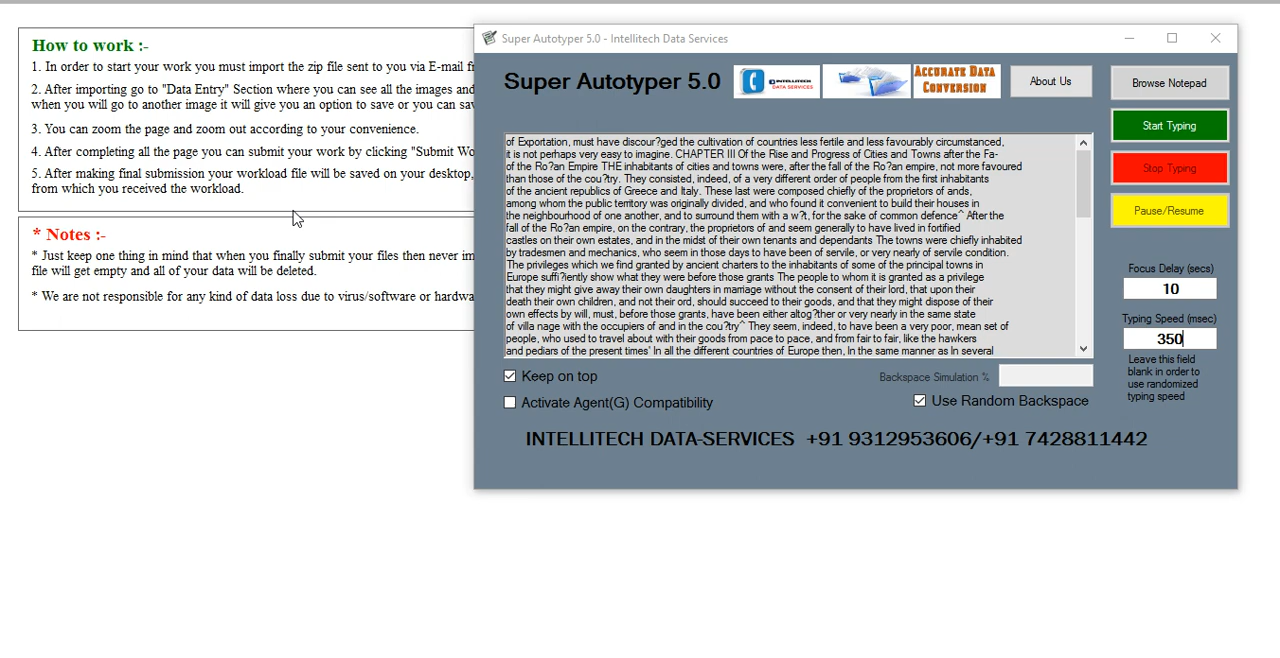 How to work :-
1. In order to start your work you must import the zip file sent to you via E-mail fr
2. After importing go to "Data Entry" Section where you can see all the images and
when you will go to another image it will give you an option to save or you can sav
3. You can zoom the page and zoom out according to your convenience.
4. After completing all the page you can submit your work by clicking "Submit Wo
5. After making final submission your workload file will be saved on your desktop,
from which you received the workload.
* Notes :-
* Just keep one thing in mind that when you finally submit your files then never im
file will get empty and all of your data will be deleted.
* We are not responsible for any kind of data loss due to virus/software or hardwa
Super Autotyper 5.0 - Intellitech Data Services
Super Autotyper 5.0
INTELLITECH
DATA SERVICES
ACCURATE DATA
CONVERSION
About Us
Browse Notepad
Start Typing
Stop Typing
Pause/Resume
of Exportation, must have discour?ged the cultivation of countries less fertile and less favourably circumstanced,
it is not perhaps very easy to imagine. CHAPTER III Of the Rise and Progress of Cities and Towns after the Fa-
of the Ro?an Empire THE inhabitants of cities and towns were, after the fall of the Ro?an empire, not more favoured
than those of the cou?try. They consisted, indeed, of a very different order of people from the first inhabitants
of the ancient republics of Greece and Italy. These last were composed chiefly of the proprietors of ands,
among whom the public territory was originally divided, and who found it convenient to build their houses in
the neighbourhood of one another, and to surround them with a w?t, for the sake of common defence^ After the
fall of the Ro?an empire, on the contrary, the proprietors of and seem generally to have lived in fortified
castles on their own estates, and in the midst of their own tenants and dependants The towns were chiefly inhabited
by tradesmen and mechanics, who seem in those days to have been of servile, or very nearly of servile condition.
The privileges which we find granted by ancient charters to the inhabitants of some of the principal towns in
Europe suffi?iently show what they were before those grants The people to whom it is granted as a privilege
that they might give away their own daughters in marriage without the consent of their lord, that upon their
death their own children, and not their ord, should succeed to their goods, and that they might dispose of their
own effects by will, must, before those grants, have been either altog?ther or very nearly in the same state
of villa nage with the occupiers of and in the cou?try^ They seem, indeed, to have been a very poor, mean set of
people, who used to travel about with their goods from pace to pace, and from fair to fair, like the hawkers
and pediars of the present times' In all the different countries of Europe then, In the same manner as In several
Focus Delay (secs)
10
Typing Speed (msec)
350
Leave this field
blank in order to
use randomized
typing speed
Keep on top
Backspace Simulation %
Activate Agent(G) Compatibility
Use Random Backspace
INTELLITECH DATA-SERVICES +91 9312953606/+91 7428811442